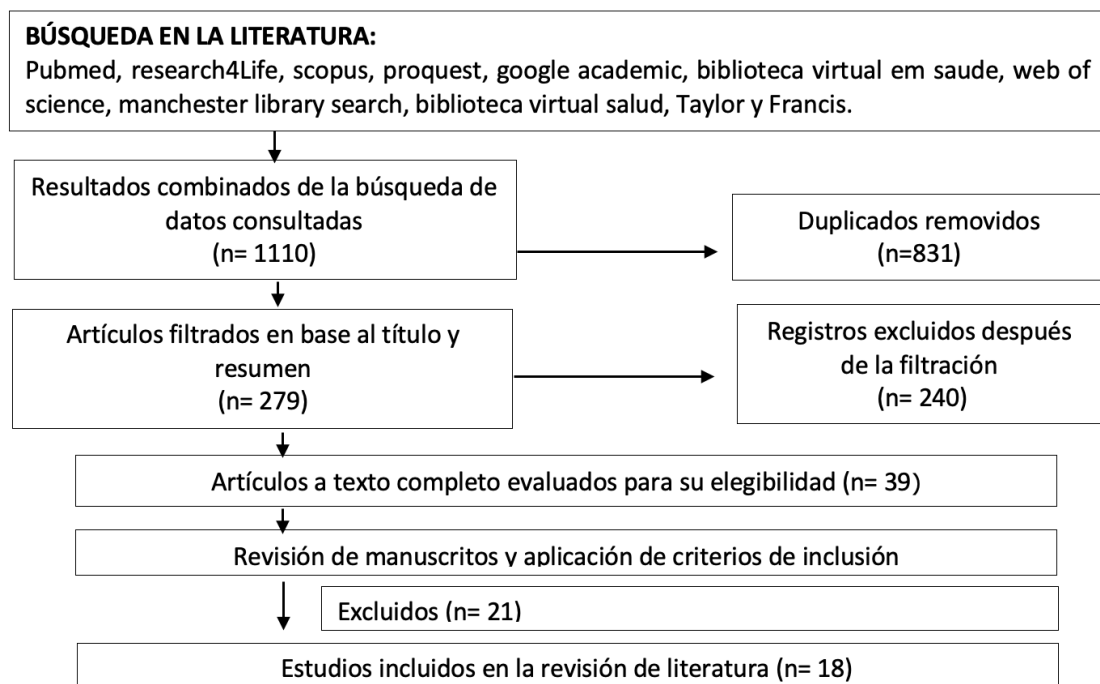 BÚSQUEDA EN LA LITERATURA:
Pubmed, research4Life, scopus, proquest, google academic, biblioteca virtual em saude, web of
science, manchester library search, biblioteca virtual salud, Taylor y Francis.
Resultados combinados de la búsqueda de
datos consultadas
(n= 1110)
Duplicados removidos
(n=831)
Artículos filtrados en base al título y
resumen
(n= 279)
Registros excluidos después
de la filtración
(n= 240)
Artículos a texto completo evaluados para su elegibilidad (n= 39)
Revisión de manuscritos y aplicación de criterios de inclusión
Excluidos (n= 21)
Estudios incluidos en la revisión de literatura (n= 18)